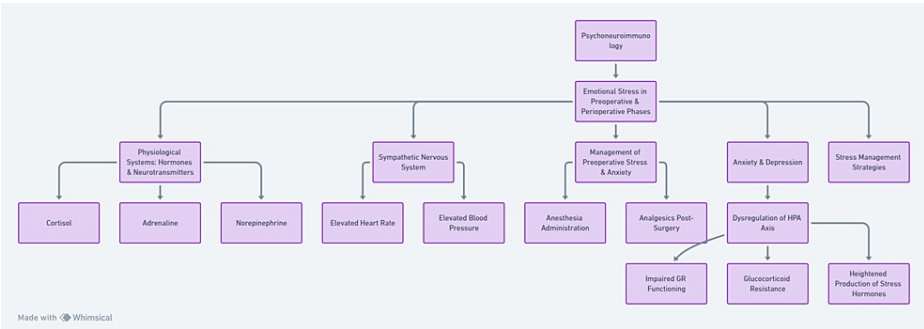 Psychoneuroimmuno
logy
Emotional Stress in
Preoperative &
Perioperative Phases
Physiological
Systems: Hormones
& Neurotransmitters
Sympathetic Nervous
System
Management of
Preoperative Stress
& Anxiety
Anxiety & Depression
Stress Management
Strategies
Cortisol
Adrenaline
Norepinephrine
Elevated Heart Rate
Elevated Blood
Pressure
Anesthesia
Administration
Analgesics Post-
Surgery
Dysregulation of HPA
Axis
Impaired GR
Functioning
Glucocorticoid
Resistance
Heightened
Production of Stress
Hormones
Made with Whimsical